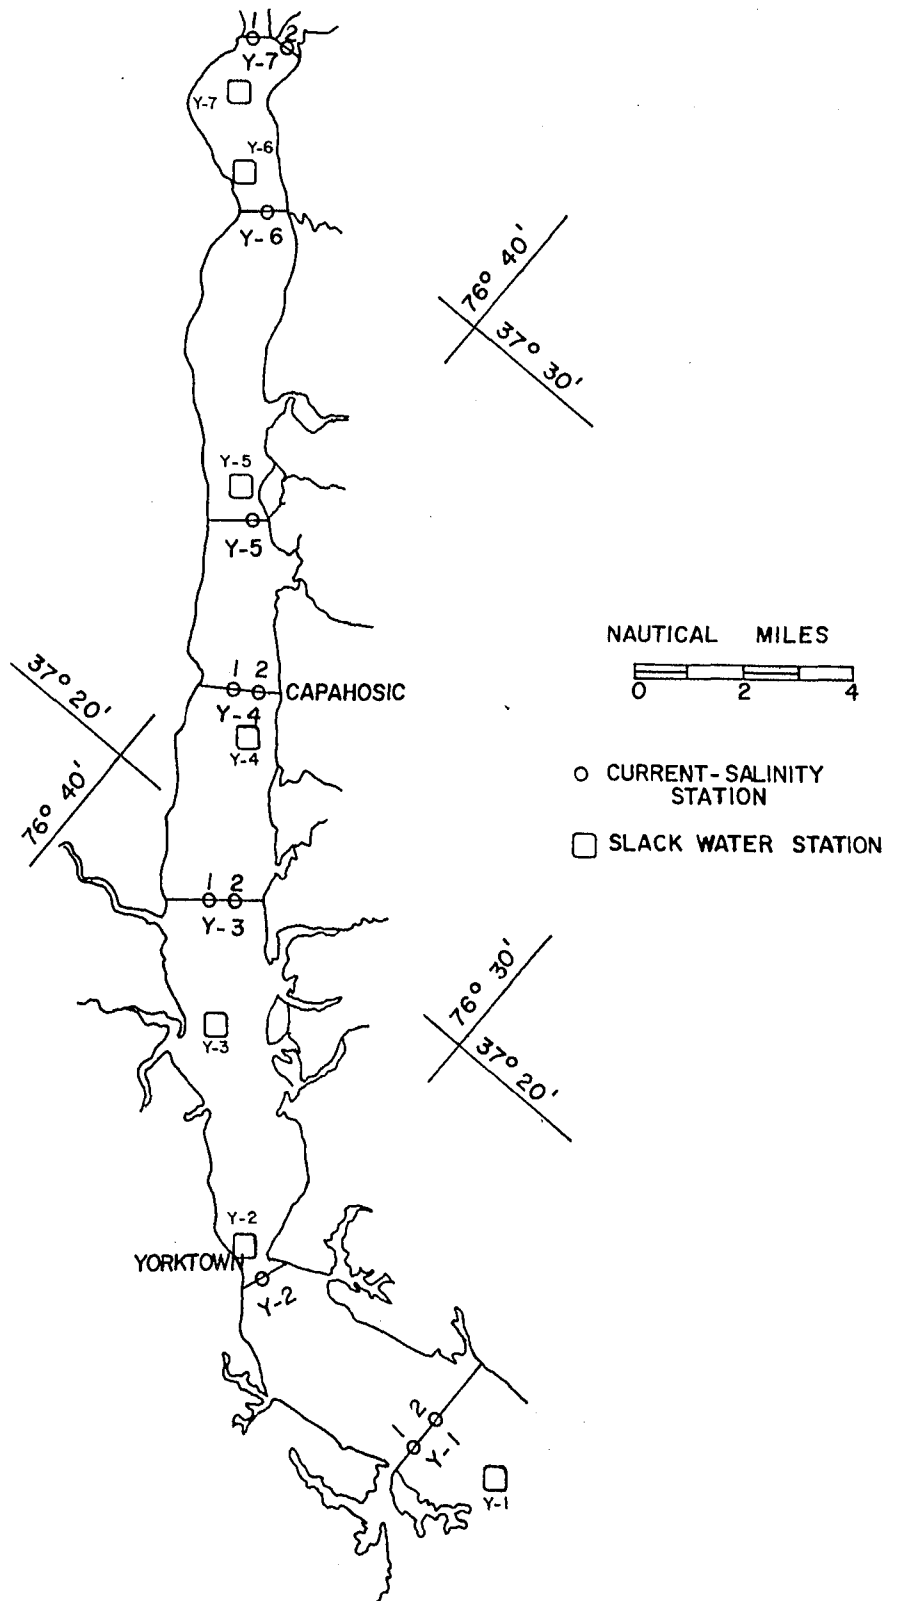 1
2
Y-7
Y-7
Y-6
Y-6
76° 40'
37° 30'
Y-5
Y-5
NAUTICAL MILES
0 2 4
37° 20'
1 2
CAPAHOSIC
Y-4
Y-4
76° 40'
CURRENT-SALINITY
STATION
SLACK WATER STATION
1 2
Y-3
76° 30'
Y-3
37° 20'
Y-2
YORKTOWN
Y-2
2
1
Y-1
Y-1